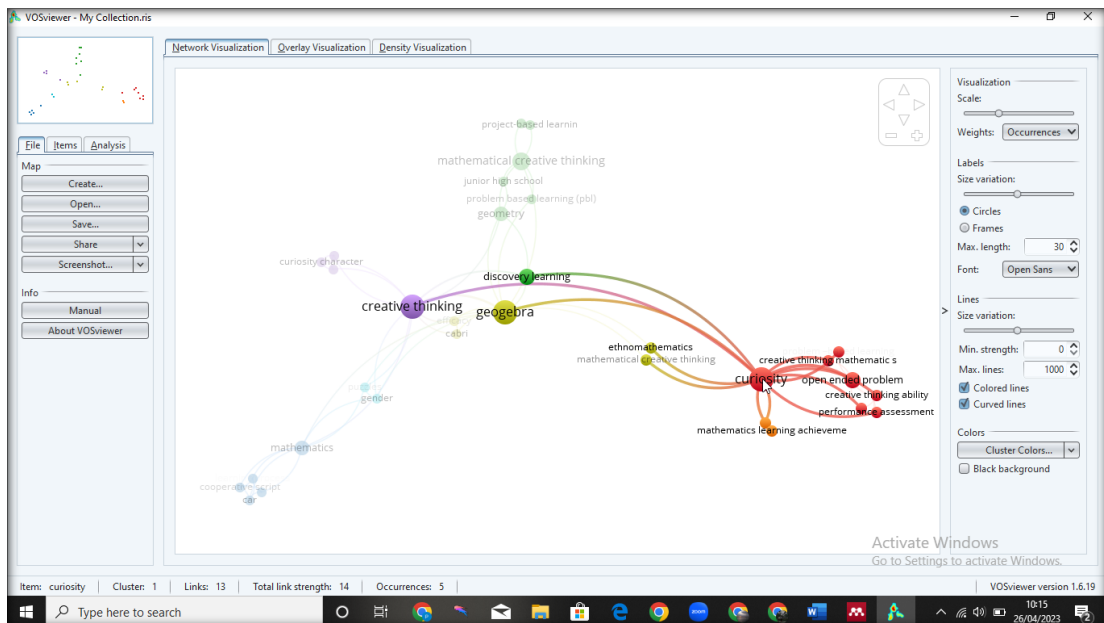 VOSviewer - My Collection.ris
Network Visualization Overlay Visualization Density Visualization
File Items Analysis
Map
Create...
Open...
Save...
Share
Screenshot...
Info
Manual
About VOSviewer
project-based learnin
mathematical creative thinking
junior high school
problem based learning (pbl)
geometry
curiosity character
discovery learning
creative thinking
geogebra
cabri
ethnomathematics
mathematical creative thinking
creative thinking mathematic s
curiosity
open ended problem
creative thinking ability
performance assessment
mathematics learning achieveme
gender
mathematics
cooperative script
car
Visualization
Scale:
Weights: Occurrences
Labels
Size variation:
Circles
Frames
Max. length: 30
Font: Open Sans
>
Lines
Size variation:
Min. strength: 0
Max. lines: 1000
Colored lines
Curved lines
Colors
Cluster Colors...
Black background
Activate Windows
Go to Settings to activate Windows.
Item: curiosity Cluster: 1 Links: 13 Total link strength: 14 Occurrences: 5
VOSviewer version 1.6.19
Type here to search
zoom
10:15
26/04/2023
2